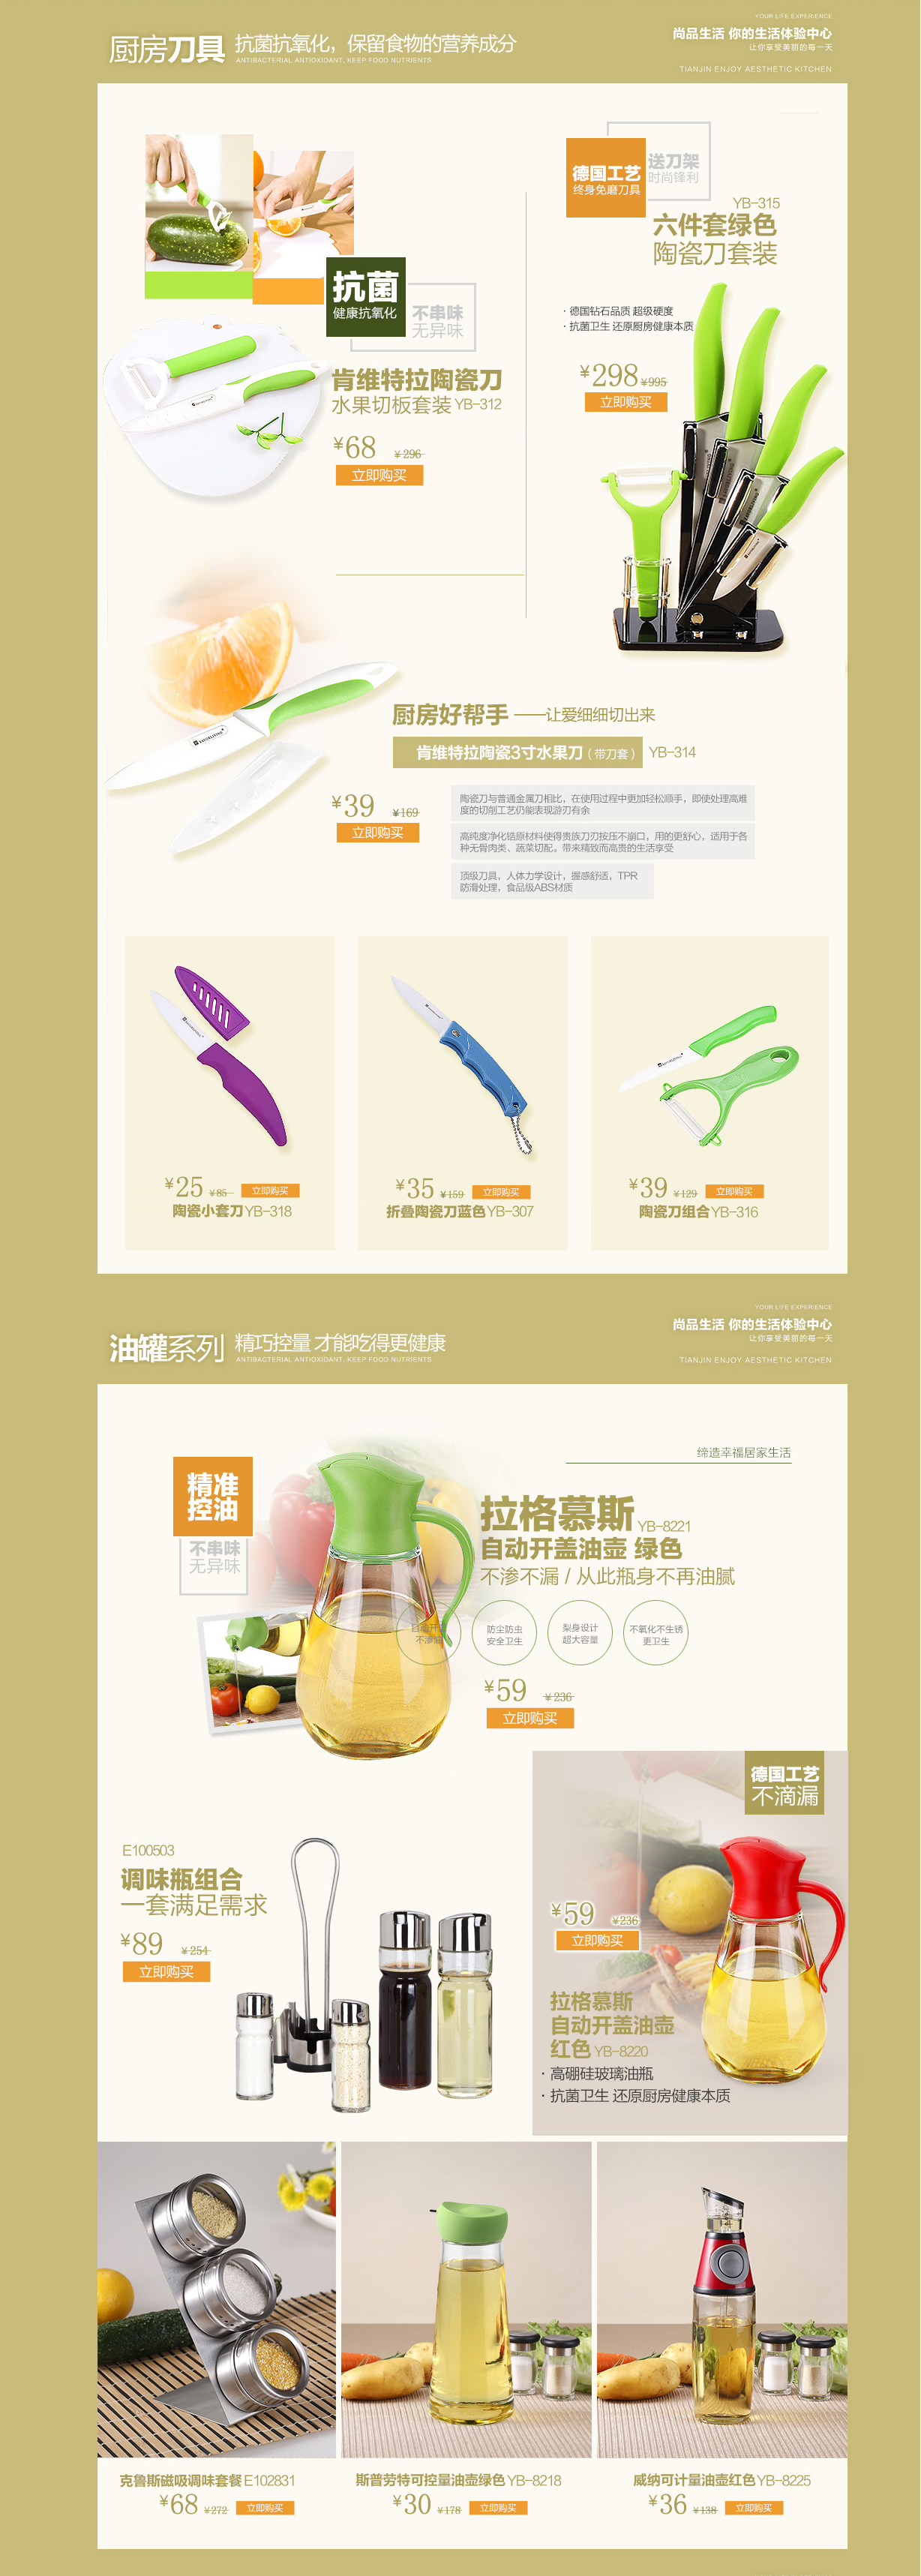 厨房刀具 抗菌抗氧化，保留食物的营养成分
ANTIBACTERIAL ANTIOXIDANT, KEEP FOOD NUTRIENTS
YOUR LIFE EXPERIENCE
尚品生活 你的生活体验中心
让你享受美丽的每一天
TIANJIN ENJOY AESTHETIC KITCHEN
抗菌
健康抗氧化
不串味
无异味
肯维特拉陶瓷刀
水果切板套装 YB-312
¥68 ¥296
立即购买
德国工艺
终身免磨刀具
送刀架
时尚锋利
YB-315
六件套绿色
陶瓷刀套装
· 德国钻石品质 超级硬度
· 抗菌卫生 还原厨房健康本质
¥298 ¥995
立即购买
厨房好帮手 ——让爱细细切出来
肯维特拉陶瓷3寸水果刀（带刀套） YB-314
¥39 ¥169
立即购买
陶瓷刀与普通金属刀相比，在使用过程中更加轻松顺手，即使处理高难
度的切削工艺仍能表现游刃有余
高纯度净化锆原材料使得贵族刀刃按压不崩口，用的更舒心，适用于各
种无骨肉类、蔬菜切配。带来精致而高贵的生活享受
顶级刀具，人体力学设计，握感舒适，TPR
防滑处理，食品级ABS材质
¥25 ¥85 立即购买
陶瓷小套刀 YB-318
¥35 ¥159 立即购买
折叠陶瓷刀蓝色 YB-307
¥39 ¥129 立即购买
陶瓷刀组合 YB-316
油罐系列 精巧控量 才能吃得更健康
ANTIBACTERIAL ANTIOXIDANT, KEEP FOOD NUTRIENTS
YOUR LIFE EXPERIENCE
尚品生活 你的生活体验中心
让你享受美丽的每一天
TIANJIN ENJOY AESTHETIC KITCHEN
缔造幸福居家生活
精准
控油
不串味
无异味
拉格慕斯 YB-8221
自动开盖油壶 绿色
不渗不漏 / 从此瓶身不再油腻
自动开
不渗油
防尘防虫
安全卫生
梨身设计
超大容量
不氧化不生锈
更卫生
¥59 ¥236
立即购买
E100503
调味瓶组合
一套满足需求
¥89 ¥254
立即购买
德国工艺
不滴漏
¥59 ¥236
立即购买
拉格慕斯
自动开盖油壶
红色 YB-8220
· 高硼硅玻璃油瓶
· 抗菌卫生 还原厨房健康本质
克鲁斯磁吸调味套餐 E102831
¥68 ¥272 立即购买
斯普劳特可控量油壶绿色 YB-8218
¥30 ¥178 立即购买
威纳可计量油壶红色 YB-8225
¥36 ¥138 立即购买